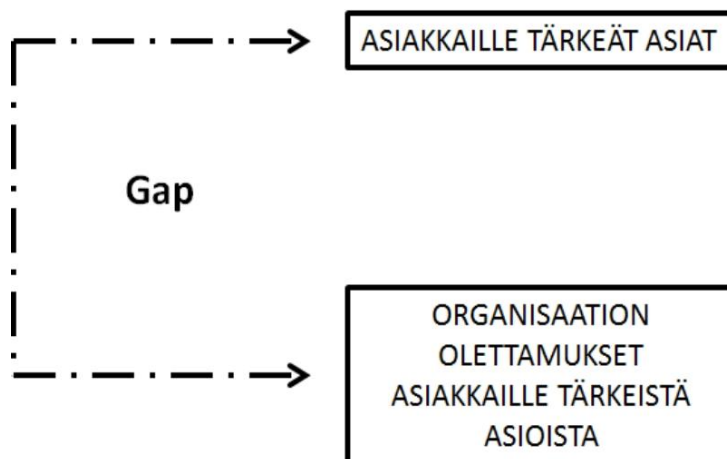 ASIAKKAILLE TÄRKEÄT ASIAT
Gap
ORGANISAATION
OLETTAMUKSET
ASIAKKAILLE TÄRKEISTÄ
ASIOISTA